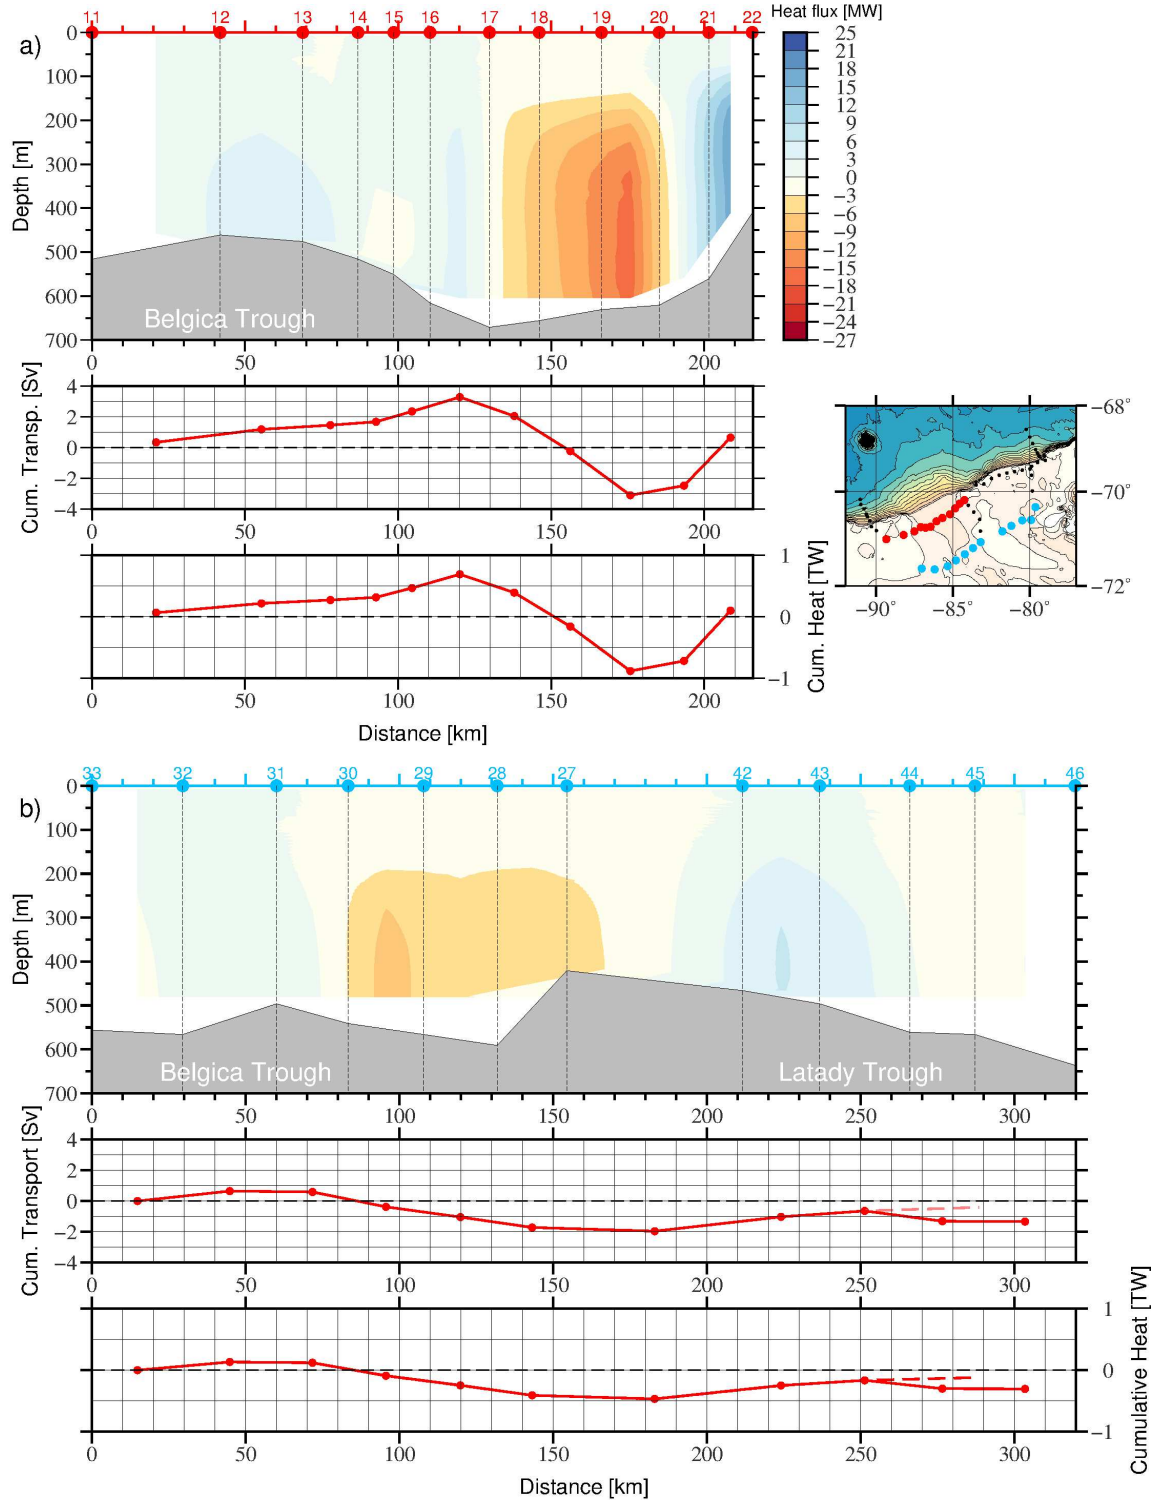 Heat flux [MW]
11 12 13 14 15 16 17 18 19 20 21 22
a)
0
100
200
300
400
500
600
700
Depth [m]
Belgica Trough
0 50 100 150 200
25
21
18
15
12
9
6
3
0
−3
−6
−9
−12
−15
−18
−21
−24
−27
4
2
0
−2
−4
Cum. Transp. [Sv]
1
0
−1
Cum. Heat [TW]
0 50 100 150 200
Distance [km]
−68°
−70°
−72°
−90° −85° −80°
33 32 31 30 29 28 27 42 43 44 45 46
b)
0
100
200
300
400
500
600
700
Depth [m]
Belgica Trough
Latady Trough
0 50 100 150 200 250 300
4
2
0
−2
−4
Cum. Transport [Sv]
0 50 100 150 200 250 300
1
0
−1
Cumulative Heat [TW]
0 50 100 150 200 250 300
Distance [km]